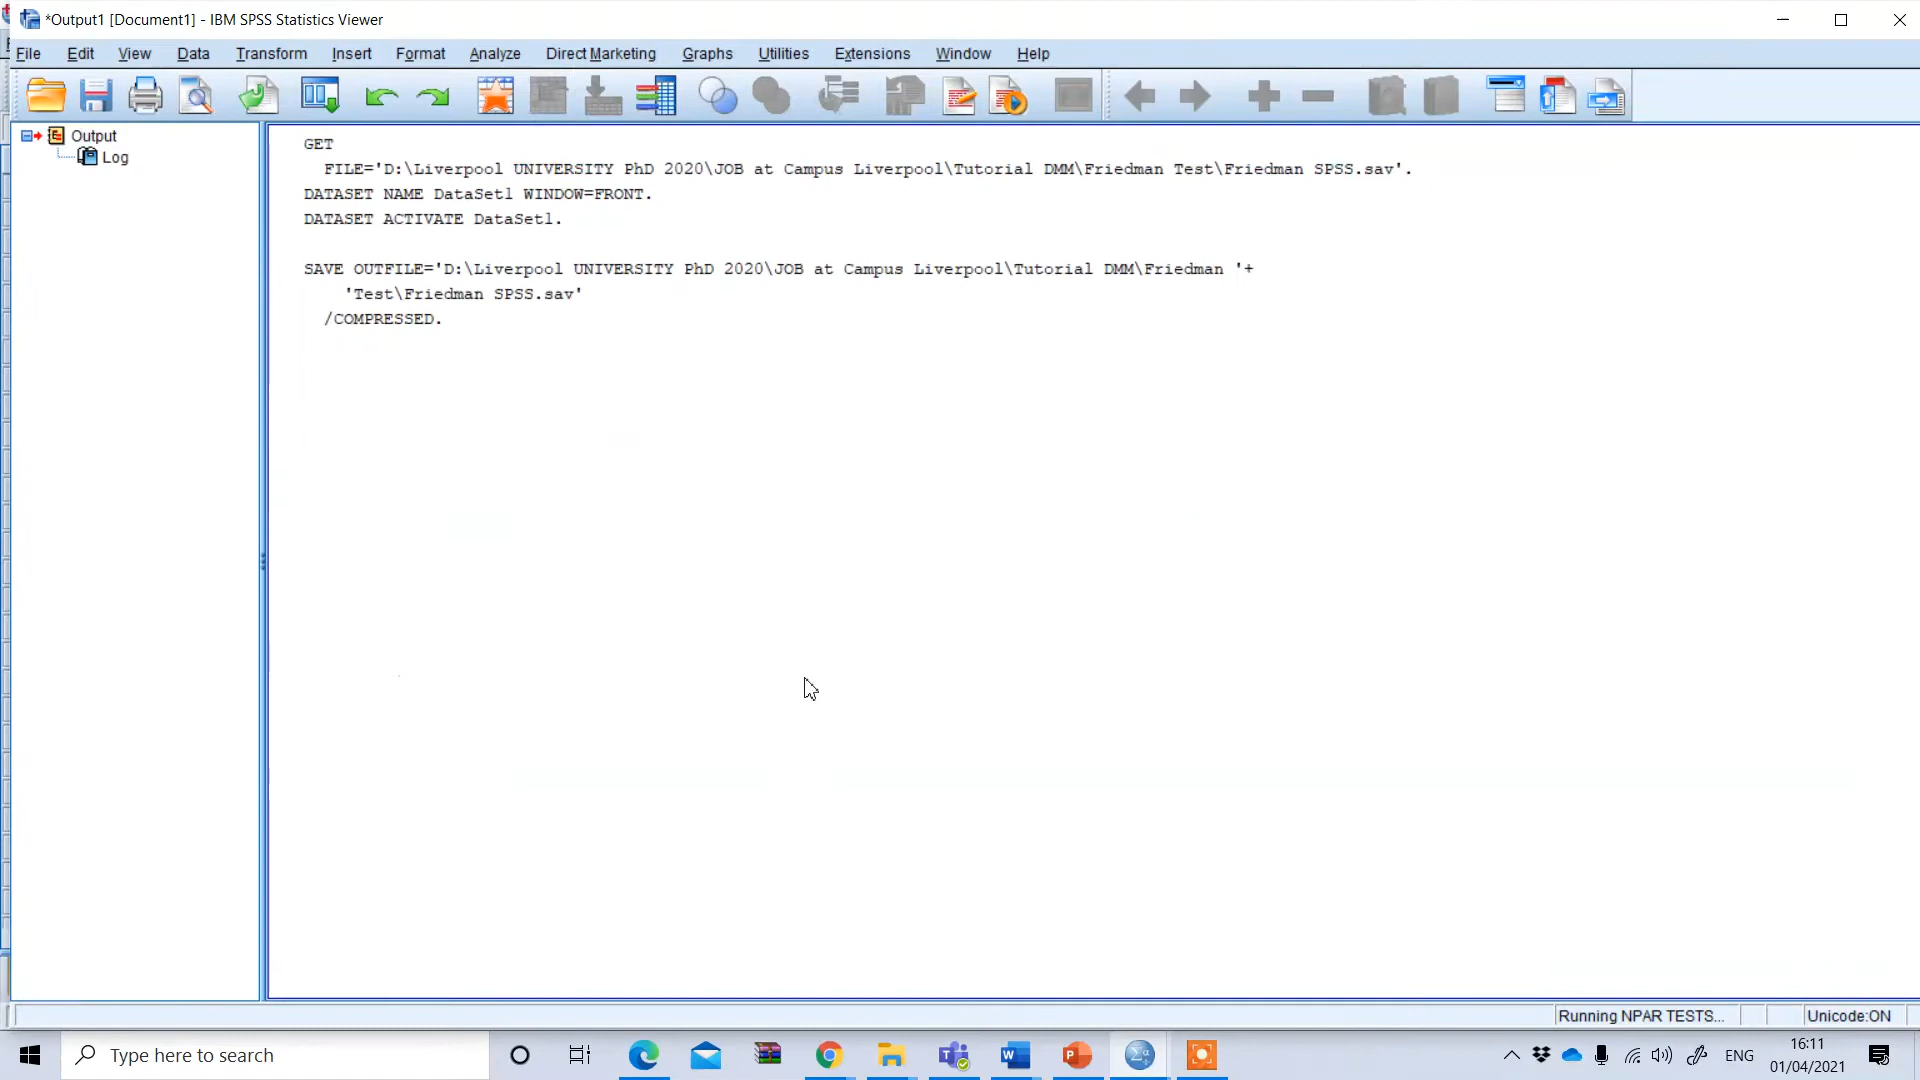 *Output1 [Document1] - IBM SPSS Statistics Viewer
File Edit View Data Transform Insert Format Analyze Direct Marketing Graphs Utilities Extensions Window Help
Output
Log
GET
FILE='D:\Liverpool UNIVERSITY PhD 2020\JOB at Campus Liverpool\Tutorial DMM\Friedman Test\Friedman SPSS.sav'.
DATASET NAME DataSet1 WINDOW=FRONT.
DATASET ACTIVATE DataSet1.
SAVE OUTFILE='D:\Liverpool UNIVERSITY PhD 2020\JOB at Campus Liverpool\Tutorial DMM\Friedman '+
'Test\Friedman SPSS.sav'
/COMPRESSED.
Running NPAR TESTS... Unicode:ON
Type here to search
ENG
16:11
01/04/2021